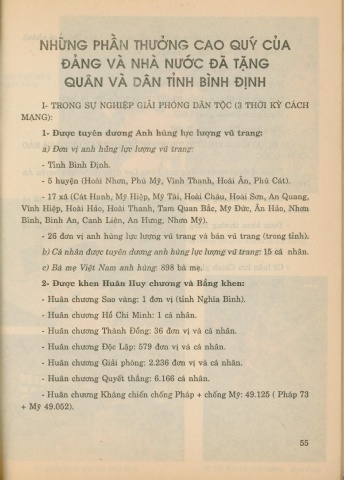 NHỮNG PHẦN THƯỞNG CAO QUÝ CỦA
ĐẢNG VÀ NHÀ NƯỚC ĐÃ TẶNG
QUÂN VÀ DÂN TỈNH BÌNH ĐỊNH
I- TRONG SỰ NGHIỆP GIẢI PHÓNG DÂN TỘC (3 THỜI KỲ CÁCH
MẠNG):
1- Được tuyên dương Anh hùng lực lượng vũ trang:
a) Đơn vị anh hùng lực lượng vũ trang:
- Tỉnh Bình Định.
- 5 huyện (Hoài Nhơn, Phù Mỹ, Vĩnh Thạnh, Hoài Ân, Phù Cát).
- 17 xã (Cát Hanh, Mỹ Hiệp, Mỹ Tài, Hoài Châu, Hoài Sơn, An Quang,
Vĩnh Hiệp, Hoài Hảo, Hoài Thanh, Tam Quan Bắc, Mỹ Đức, Ân Hảo, Nhơn
Bình, Bình An, Canh Liên, An Hưng, Nhơn Mỹ).
- 26 đơn vị anh hùng lực lượng vũ trang và bán vũ trang (trong tỉnh).
b) Cá nhân được tuyên dương anh hùng lực lượng vũ trang: 15 cá nhân.
c) Bà mẹ Việt Nam anh hùng: 898 bà mẹ.
2- Được khen Huân Huy chương và Bằng khen:
- Huân chương Sao vàng: 1 đơn vị (tỉnh Nghĩa Bình).
- Huân chương Hồ Chí Minh: 1 cá nhân.
- Huân chương Thành Đồng: 36 đơn vị và cá nhân.
- Huân chương Độc Lập: 579 đơn vị và cá nhân.
- Huân chương Giải phóng: 2.236 đơn vị và cá nhân.
- Huân chương Quyết thắng: 6.166 cá nhân.
- Huân chương Kháng chiến chống Pháp + chống Mỹ: 49.125 ( Pháp 73
+ Mỹ 49.052).
55